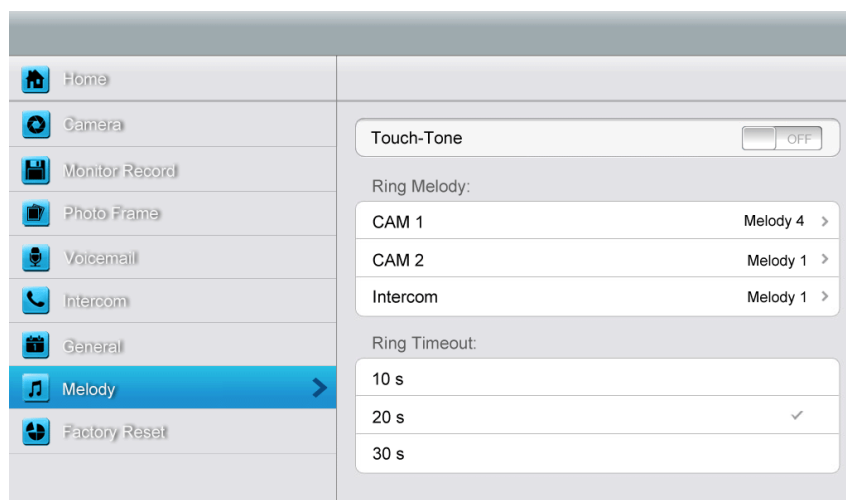 Home
Camera
Monitor Record
Photo Frame
Voicemail
Intercom
General
Melody
Factory Reset
Touch-Tone OFF
Ring Melody:
CAM 1 Melody 4
CAM 2 Melody 1
Intercom Melody 1
Ring Timeout:
10 s
20 s
30 s